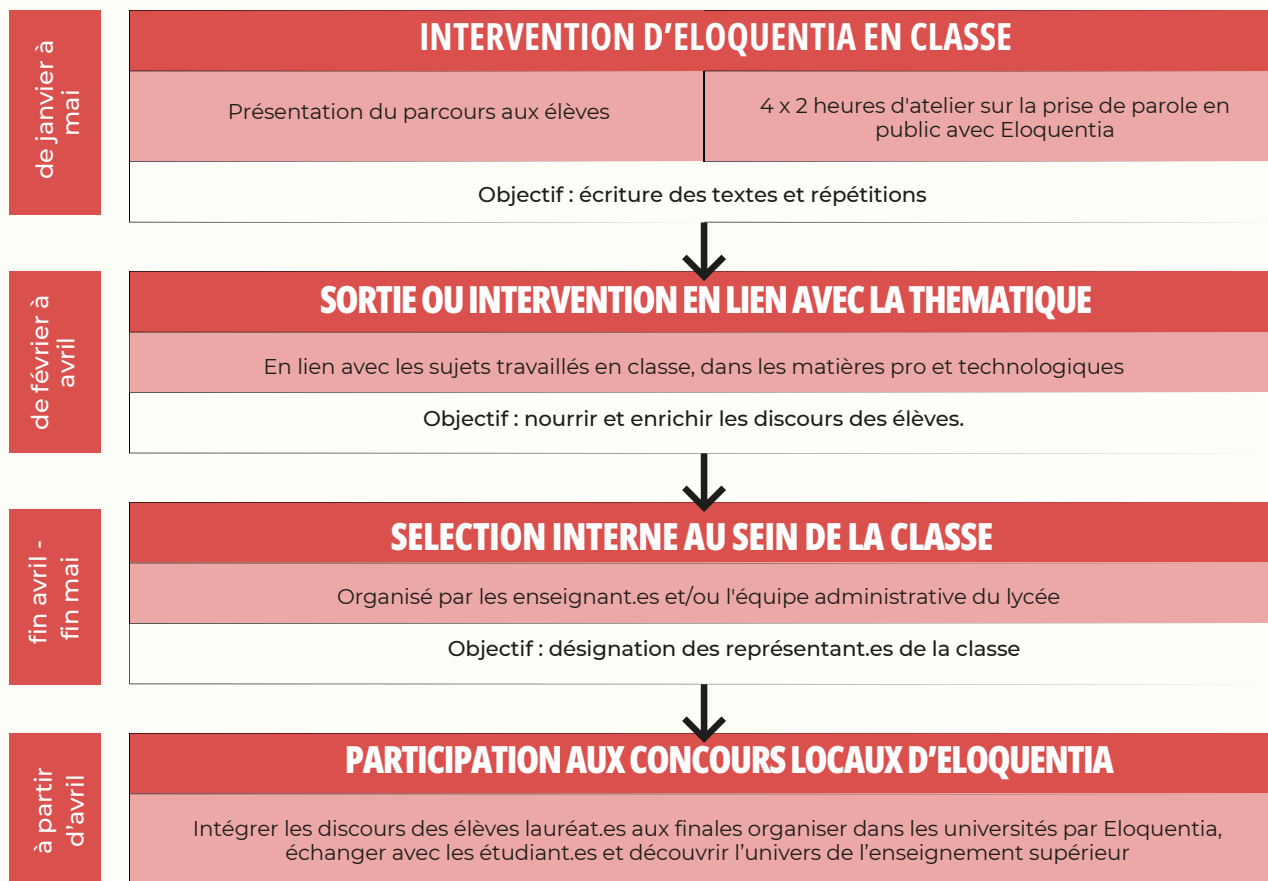 de janvier à
mai
INTERVENTION D'ELOQUENTIA EN CLASSE
Présentation du parcours aux élèves
4 x 2 heures d'atelier sur la prise de parole en
public avec Eloquentia
Objectif : écriture des textes et répétitions
de février à
avril
SORTIE OU INTERVENTION EN LIEN AVEC LA THEMATIQUE
En lien avec les sujets travaillés en classe, dans les matières pro et technologiques
Objectif : nourrir et enrichir les discours des élèves.
fin avril -
fin mai
SELECTION INTERNE AU SEIN DE LA CLASSE
Organisé par les enseignant.es et/ou l'équipe administrative du lycée
Objectif : désignation des représentant.es de la classe
à partir
d'avril
PARTICIPATION AUX CONCOURS LOCAUX D'ELOQUENTIA
Intégrer les discours des élèves lauréat.es aux finales organiser dans les universités par Eloquentia,
échanger avec les étudiant.es et découvrir l'univers de l'enseignement supérieur